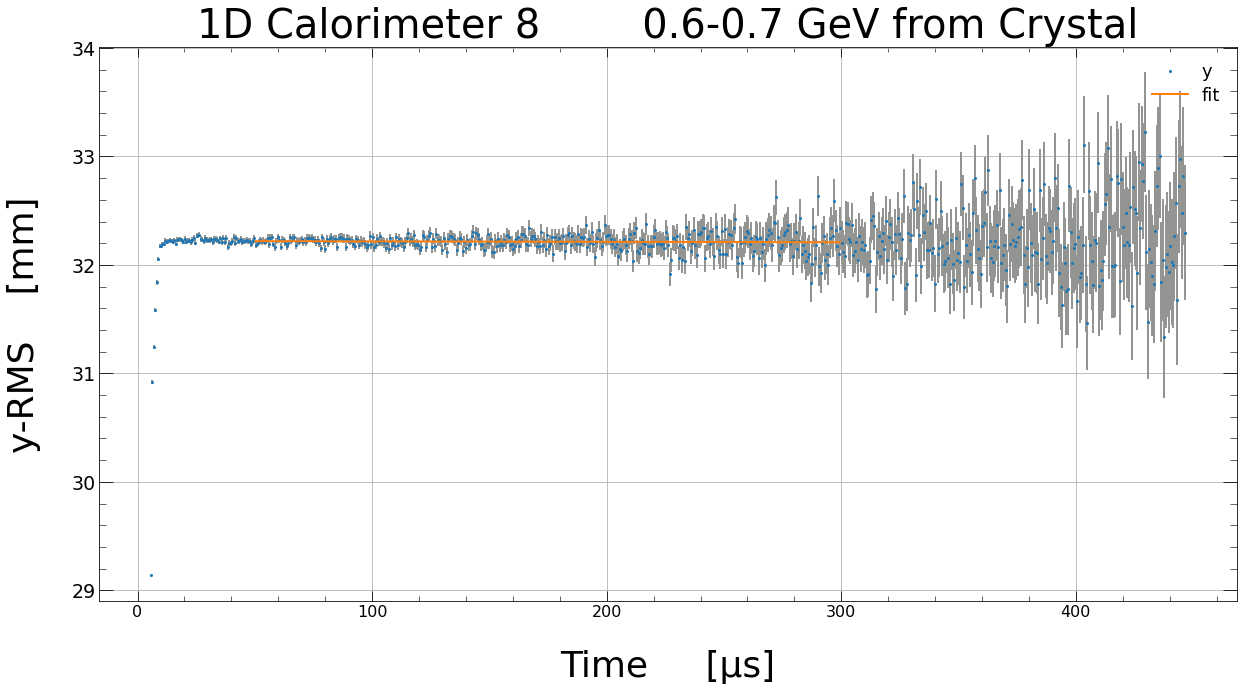 1D Calorimeter 8 0.6-0.7 GeV from Crystal
y
fit
34
33
32
31
30
29
y-RMS [mm]
0 100 200 300 400
Time [μs]